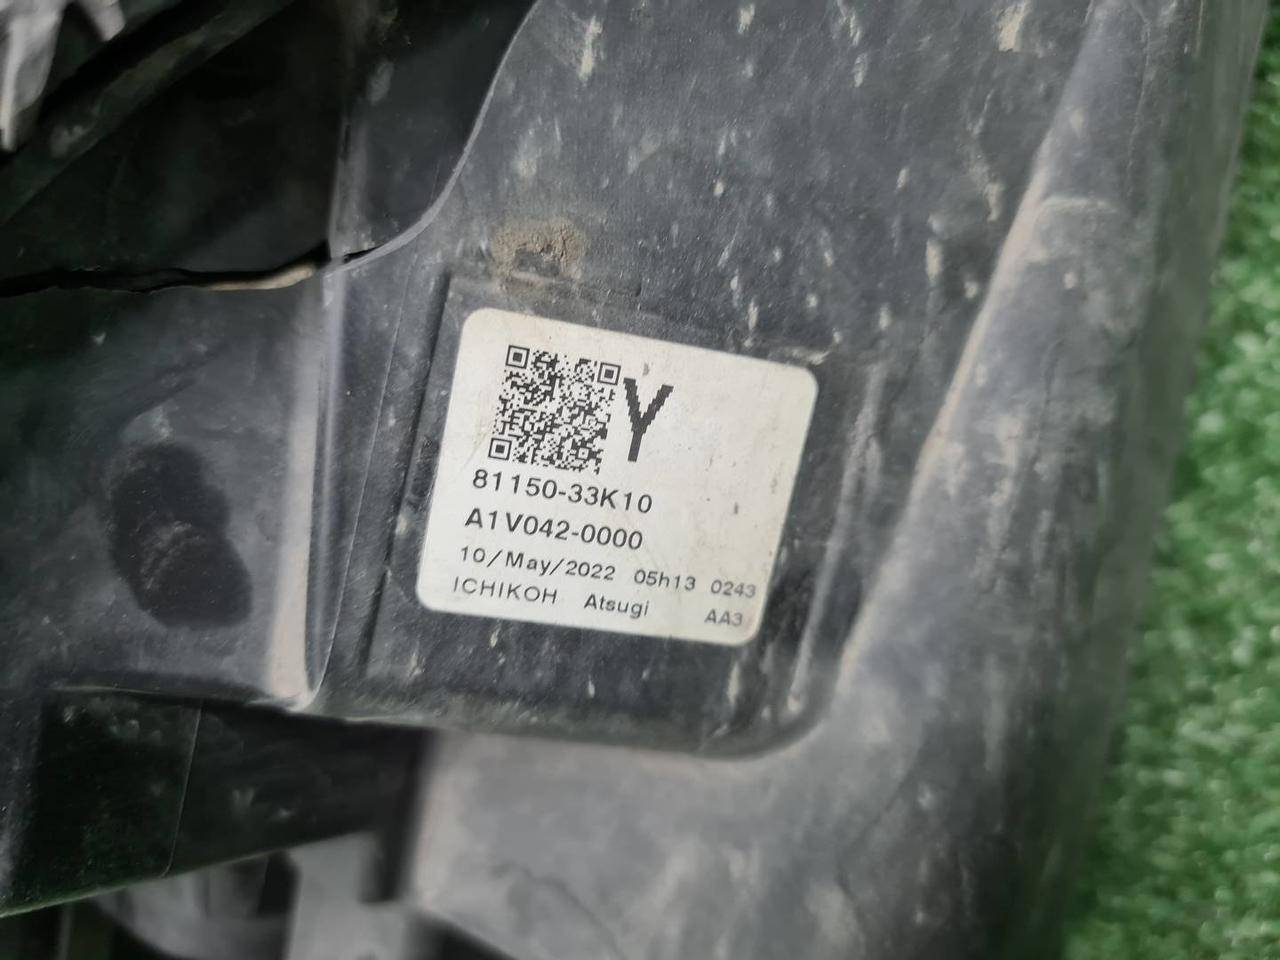 Y
81150-33K10
A1V042-0000
10/May/2022 05h13 0243
ICHIKOH Atsugi AA3